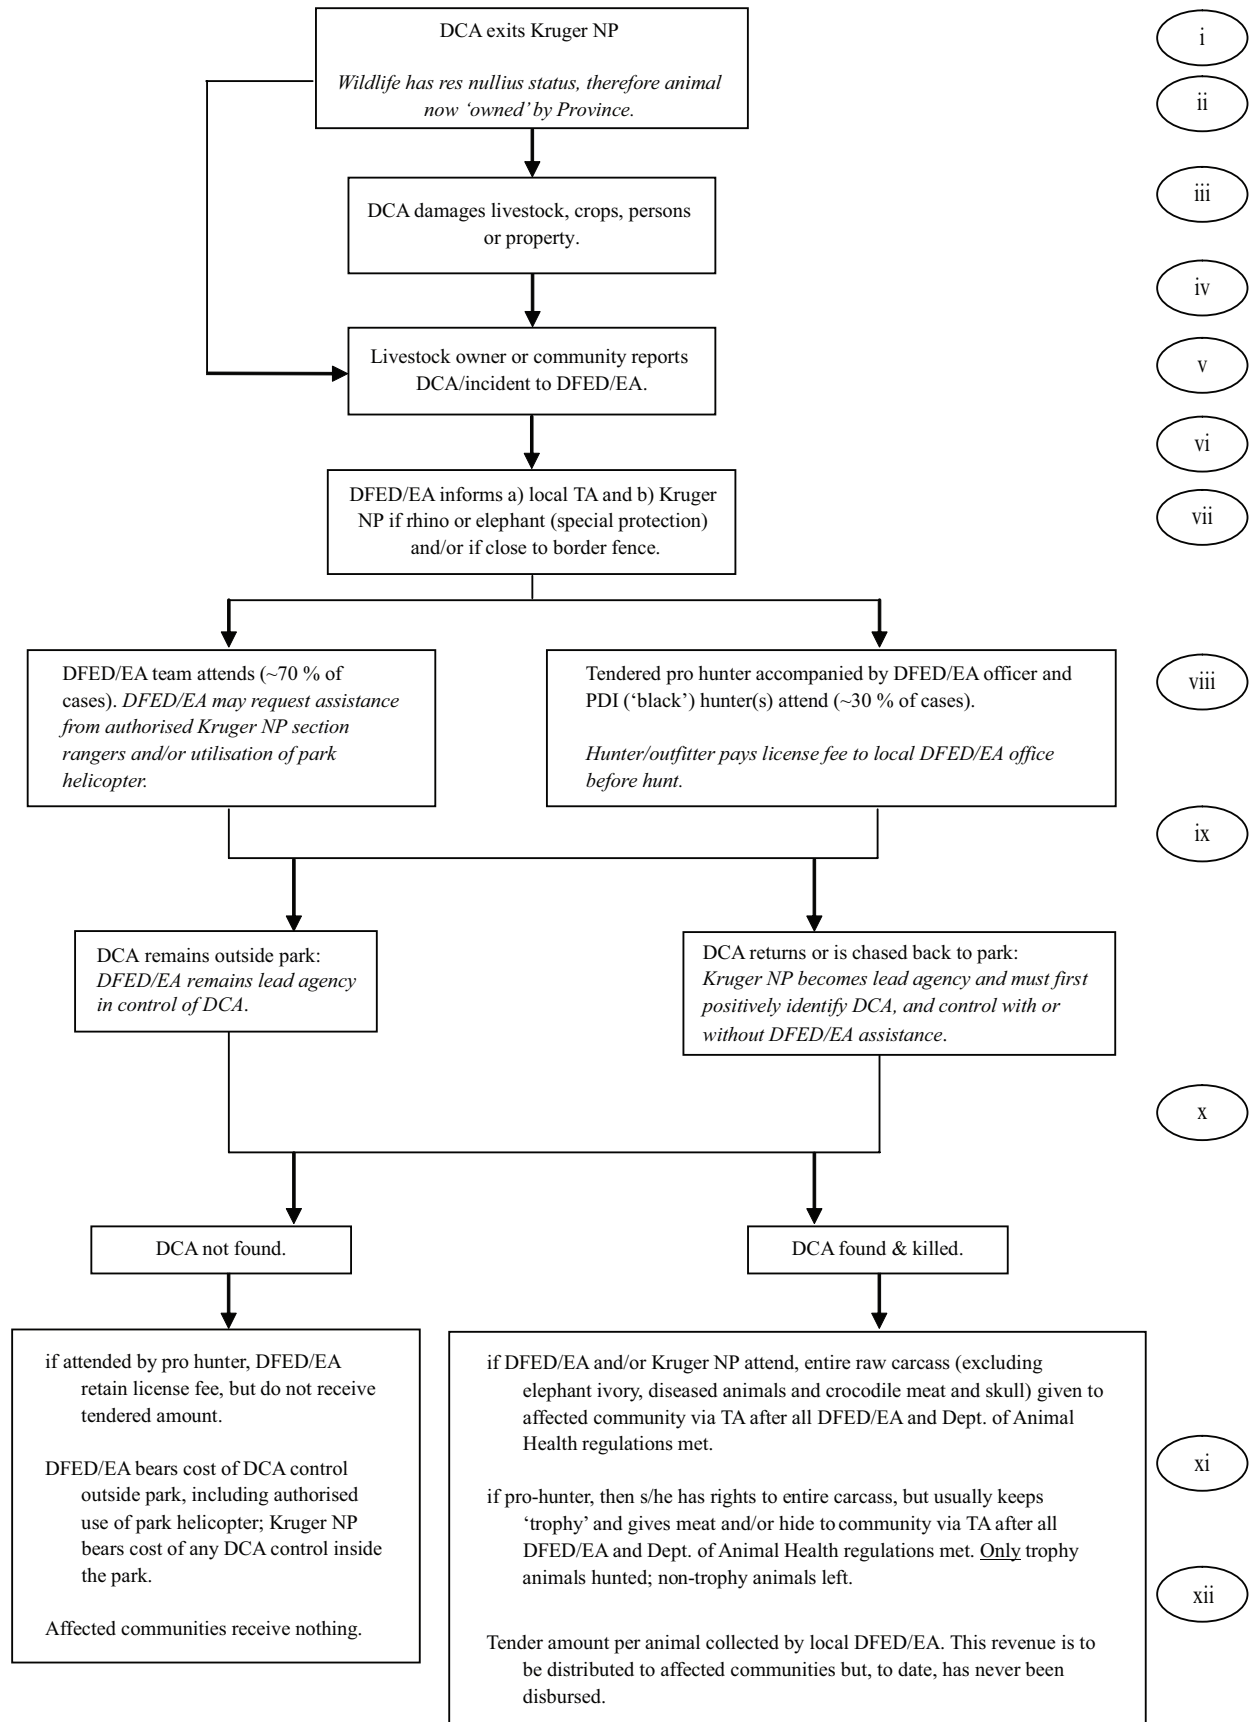 DCA exits Kruger NP
i
Wildlife has res nullius status, therefore animal
now ‘owned’ by Province.
ii
DCA damages livestock, crops, persons
or property.
iii
iv
Livestock owner or community reports
DCA/incident to DFED/EA.
v
vi
DFED/EA informs a) local TA and b) Kruger
NP if rhino or elephant (special protection)
and/or if close to border fence.
vii
DFED/EA team attends (~70 % of
cases). DFED/EA may request assistance
from authorised Kruger NP section
rangers and/or utilisation of park
helicopter.
Tendered pro hunter accompanied by DFED/EA officer and
PDI (‘black’) hunter(s) attend (~30 % of cases).
Hunter/outfitter pays license fee to local DFED/EA office
before hunt.
viii
ix
DCA remains outside park:
DFED/EA remains lead agency
in control of DCA.
DCA returns or is chased back to park:
Kruger NP becomes lead agency and must first
positively identify DCA, and control with or
without DFED/EA assistance.
x
DCA not found.
DCA found & killed.
if attended by pro hunter, DFED/EA
retain license fee, but do not receive
tendered amount.
DFED/EA bears cost of DCA control
outside park, including authorised
use of park helicopter; Kruger NP
bears cost of any DCA control inside
the park.
Affected communities receive nothing.
if DFED/EA and/or Kruger NP attend, entire raw carcass (excluding
elephant ivory, diseased animals and crocodile meat and skull) given to
affected community via TA after all DFED/EA and Dept. of Animal
Health regulations met.
if pro-hunter, then s/he has rights to entire carcass, but usually keeps
‘trophy’ and gives meat and/or hide to community via TA after all
DFED/EA and Dept. of Animal Health regulations met. Only trophy
animals hunted; non-trophy animals left.
Tender amount per animal collected by local DFED/EA. This revenue is to
be distributed to affected communities but, to date, has never been
disbursed.
xi
xii